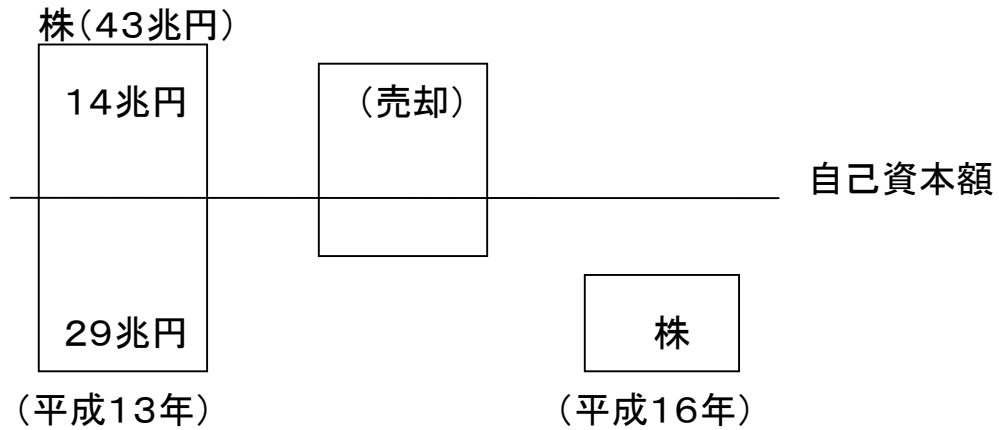 株(43兆円)
14兆円
(売却)
自己資本額
29兆円
株
(平成13年)
(平成16年)